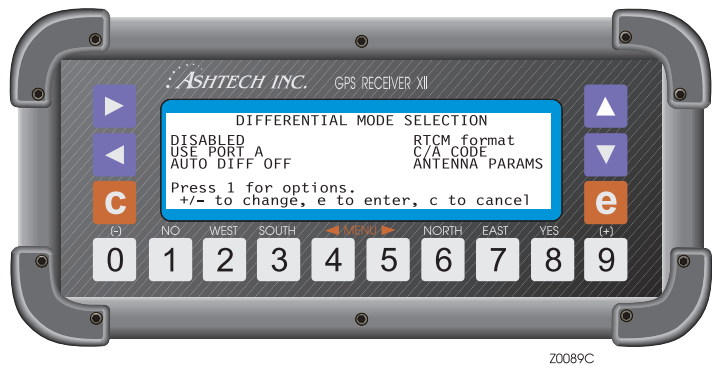 ASHTECH INC. GPS RECEIVER XII
DIFFERENTIAL MODE SELECTION
DISABLED RTCM format
USE PORT A C/A CODE
AUTO DIFF OFF ANTENNA PARAMS
Press 1 for options.
+/- to change, e to enter, c to cancel
c e
(-) NO WEST SOUTH MENU NORTH EAST YES (+)
0 1 2 3 4 5 6 7 8 9
Z0089C